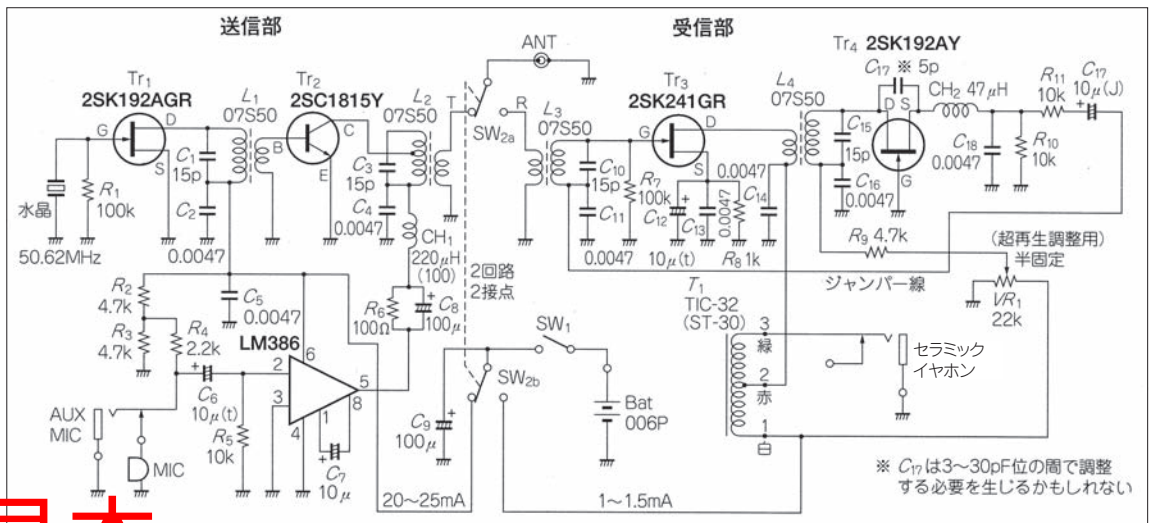 送信部
受信部
ANT
Tr1
2SK192AGR
G
D
S
水晶
50.62MHz
R1
100k
C1
15p
C2
0.0047
L1
07S50
Tr2
2SC1815Y
B
C
E
L2
07S50
C3
15p
C4
0.0047
CH1
220μH
(100)
T
R
SW2a
L3
07S50
C10
15p
C11
0.0047
Tr3
2SK241GR
G
D
S
R7
100k
C12
10μ(t)
C13
0.0047
R8 1k
0.0047
C14
L4
07S50
Tr4 2SK192AY
C17 ※ 5p
D
S
G
C15
15p
C16
0.0047
CH2 47μH
C18
0.0047
R10
10k
R11
10k
C17
10μ(J)
+
R9 4.7k
ジャンパー線
(超再生調整用)
半固定
VR1
22k
R2
4.7k
R3
4.7k
R4
2.2k
C5
0.0047
LM386
6
2
3
4
1
8
5
+
C6
10μ(t)
R5
10k
+
C7
10μ
R6
100Ω
+
C8
100μ
AUX
MIC
MIC
2回路
2接点
SW1
SW2b
C9
100μ
+
Bat
006P
20〜25mA
1〜1.5mA
T1
TIC-32
(ST-30)
3
緑
2
赤
1
白
セラミック
イヤホン
※ C17は3〜30pF位の間で調整
する必要を生じるかもしれない